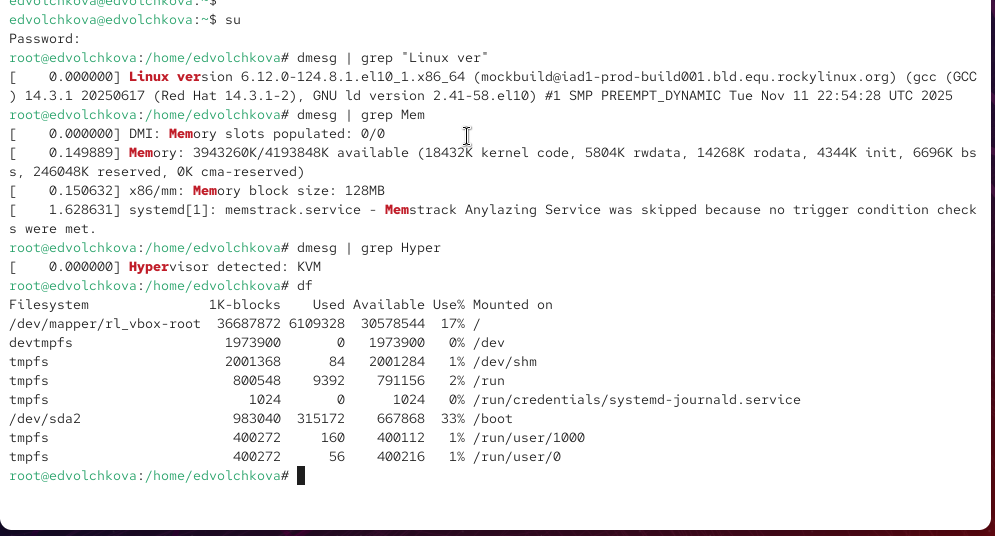 edvolchkova@edvolchkova:~$
edvolchkova@edvolchkova:~$ su
Password:
root@edvolchkova:/home/edvolchkova# dmesg | grep "Linux ver"
[    0.000000] Linux version 6.12.0-124.8.1.el10_1.x86_64 (mockbuild@iad1-prod-build001.bld.equ.rockylinux.org) (gcc (GCC
) 14.3.1 20250617 (Red Hat 14.3.1-2), GNU ld version 2.41-58.el10) #1 SMP PREEMPT_DYNAMIC Tue Nov 11 22:54:28 UTC 2025
root@edvolchkova:/home/edvolchkova# dmesg | grep Mem
[    0.000000] DMI: Memory slots populated: 0/0
[    0.149889] Memory: 3943260K/4193848K available (18432K kernel code, 5804K rwdata, 14268K rodata, 4344K init, 6696K bs
s, 246048K reserved, 0K cma-reserved)
[    0.150632] x86/mm: Memory block size: 128MB
[    1.628631] systemd[1]: memstrack.service - Memstrack Anylazing Service was skipped because no trigger condition check
s were met.
root@edvolchkova:/home/edvolchkova# dmesg | grep Hyper
[    0.000000] Hypervisor detected: KVM
root@edvolchkova:/home/edvolchkova# df
Filesystem               1K-blocks    Used Available Use% Mounted on
/dev/mapper/rl_vbox-root  36687872 6109328  30578544  17% /
devtmpfs                   1973900       0   1973900   0% /dev
tmpfs                      2001368      84   2001284   1% /dev/shm
tmpfs                       800548    9392    791156   2% /run
tmpfs                         1024       0      1024   0% /run/credentials/systemd-journald.service
/dev/sda2                   983040  315172    667868  33% /boot
tmpfs                       400272     160    400112   1% /run/user/1000
tmpfs                       400272      56    400216   1% /run/user/0
root@edvolchkova:/home/edvolchkova#